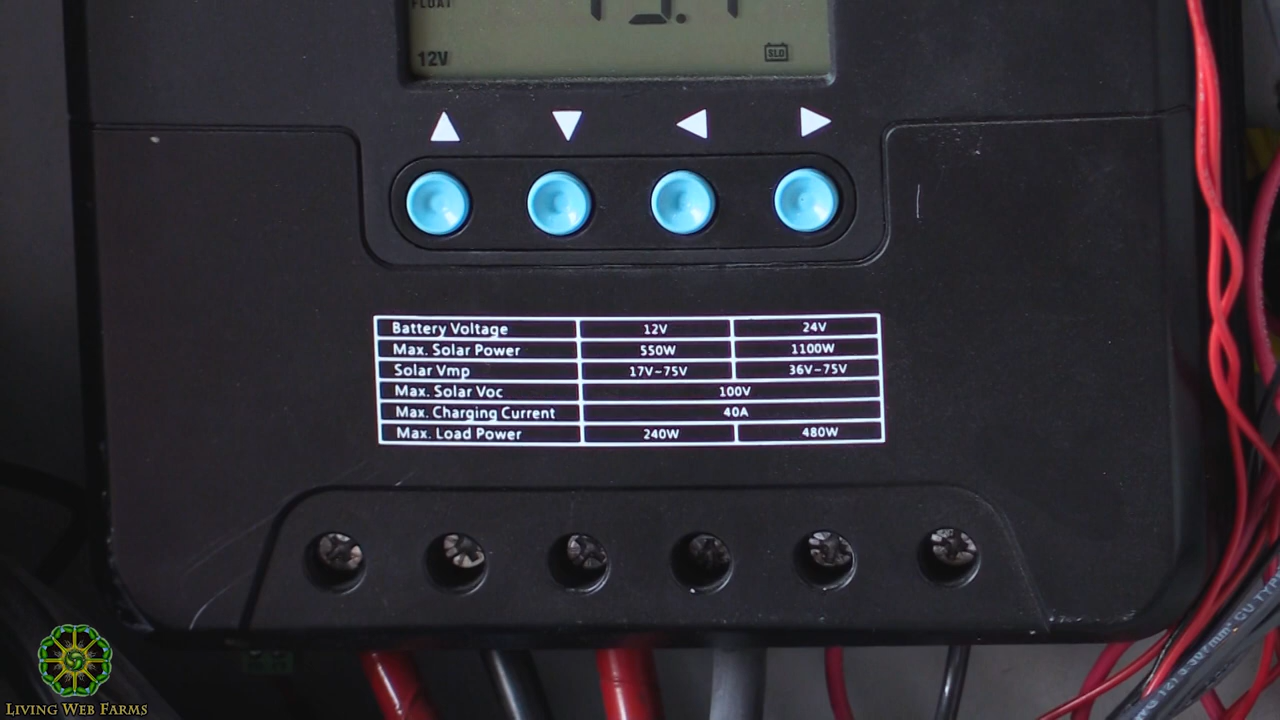 FLOAT
12V
SLD
Battery Voltage 12V 24V
Max. Solar Power 550W 1100W
Solar Vmp 17V-75V 36V-75V
Max. Solar Voc 100V
Max. Charging Current 40A
Max. Load Power 240W 480W
LIVING WEB FARMS